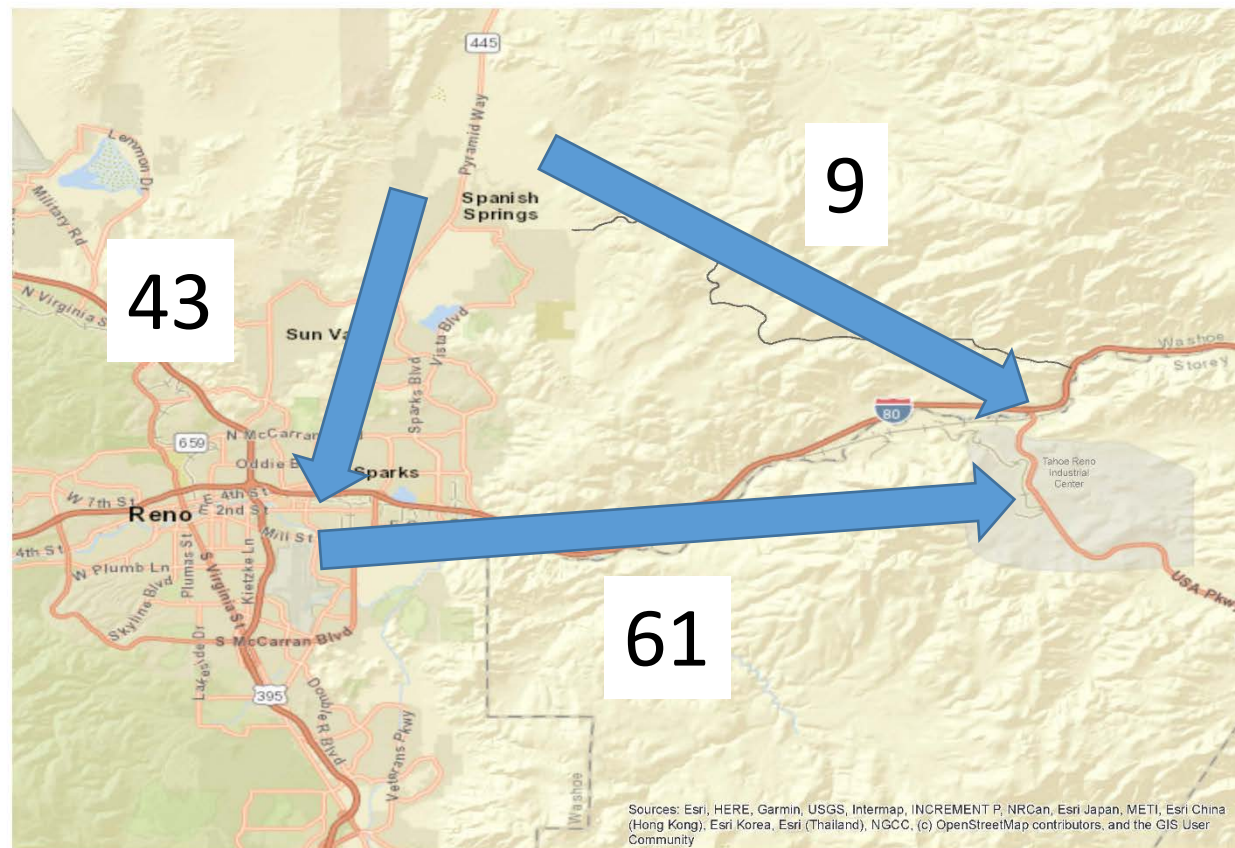 445
Lemmon Dr
Pyramid Way
Military Rd
Spanish
Springs
9
43
N Virginia S
Sun Va
Vista Blvd
Sparks Blvd
Washoe
Storey
80
659
N McCarran
Oddie B
Sparks
Tahoe Reno
Industrial
Center
W 7th St
E 4th St
E 2nd St
Reno
Mill St
4th St
W Plumb Ln
Plumas St
S Virginia St
Kietzke Ln
Skyline Blvd
USA Pkwy
S McCarran Blvd
61
Lakeside Dr
395
Double R Blvd
Veterans Pkwy
Washoe
Sources: Esri, HERE, Garmin, USGS, Intermap, INCREMENT P, NRCan, Esri Japan, METI, Esri China
(Hong Kong), Esri Korea, Esri (Thailand), NGCC, (c) OpenStreetMap contributors, and the GIS User
Community